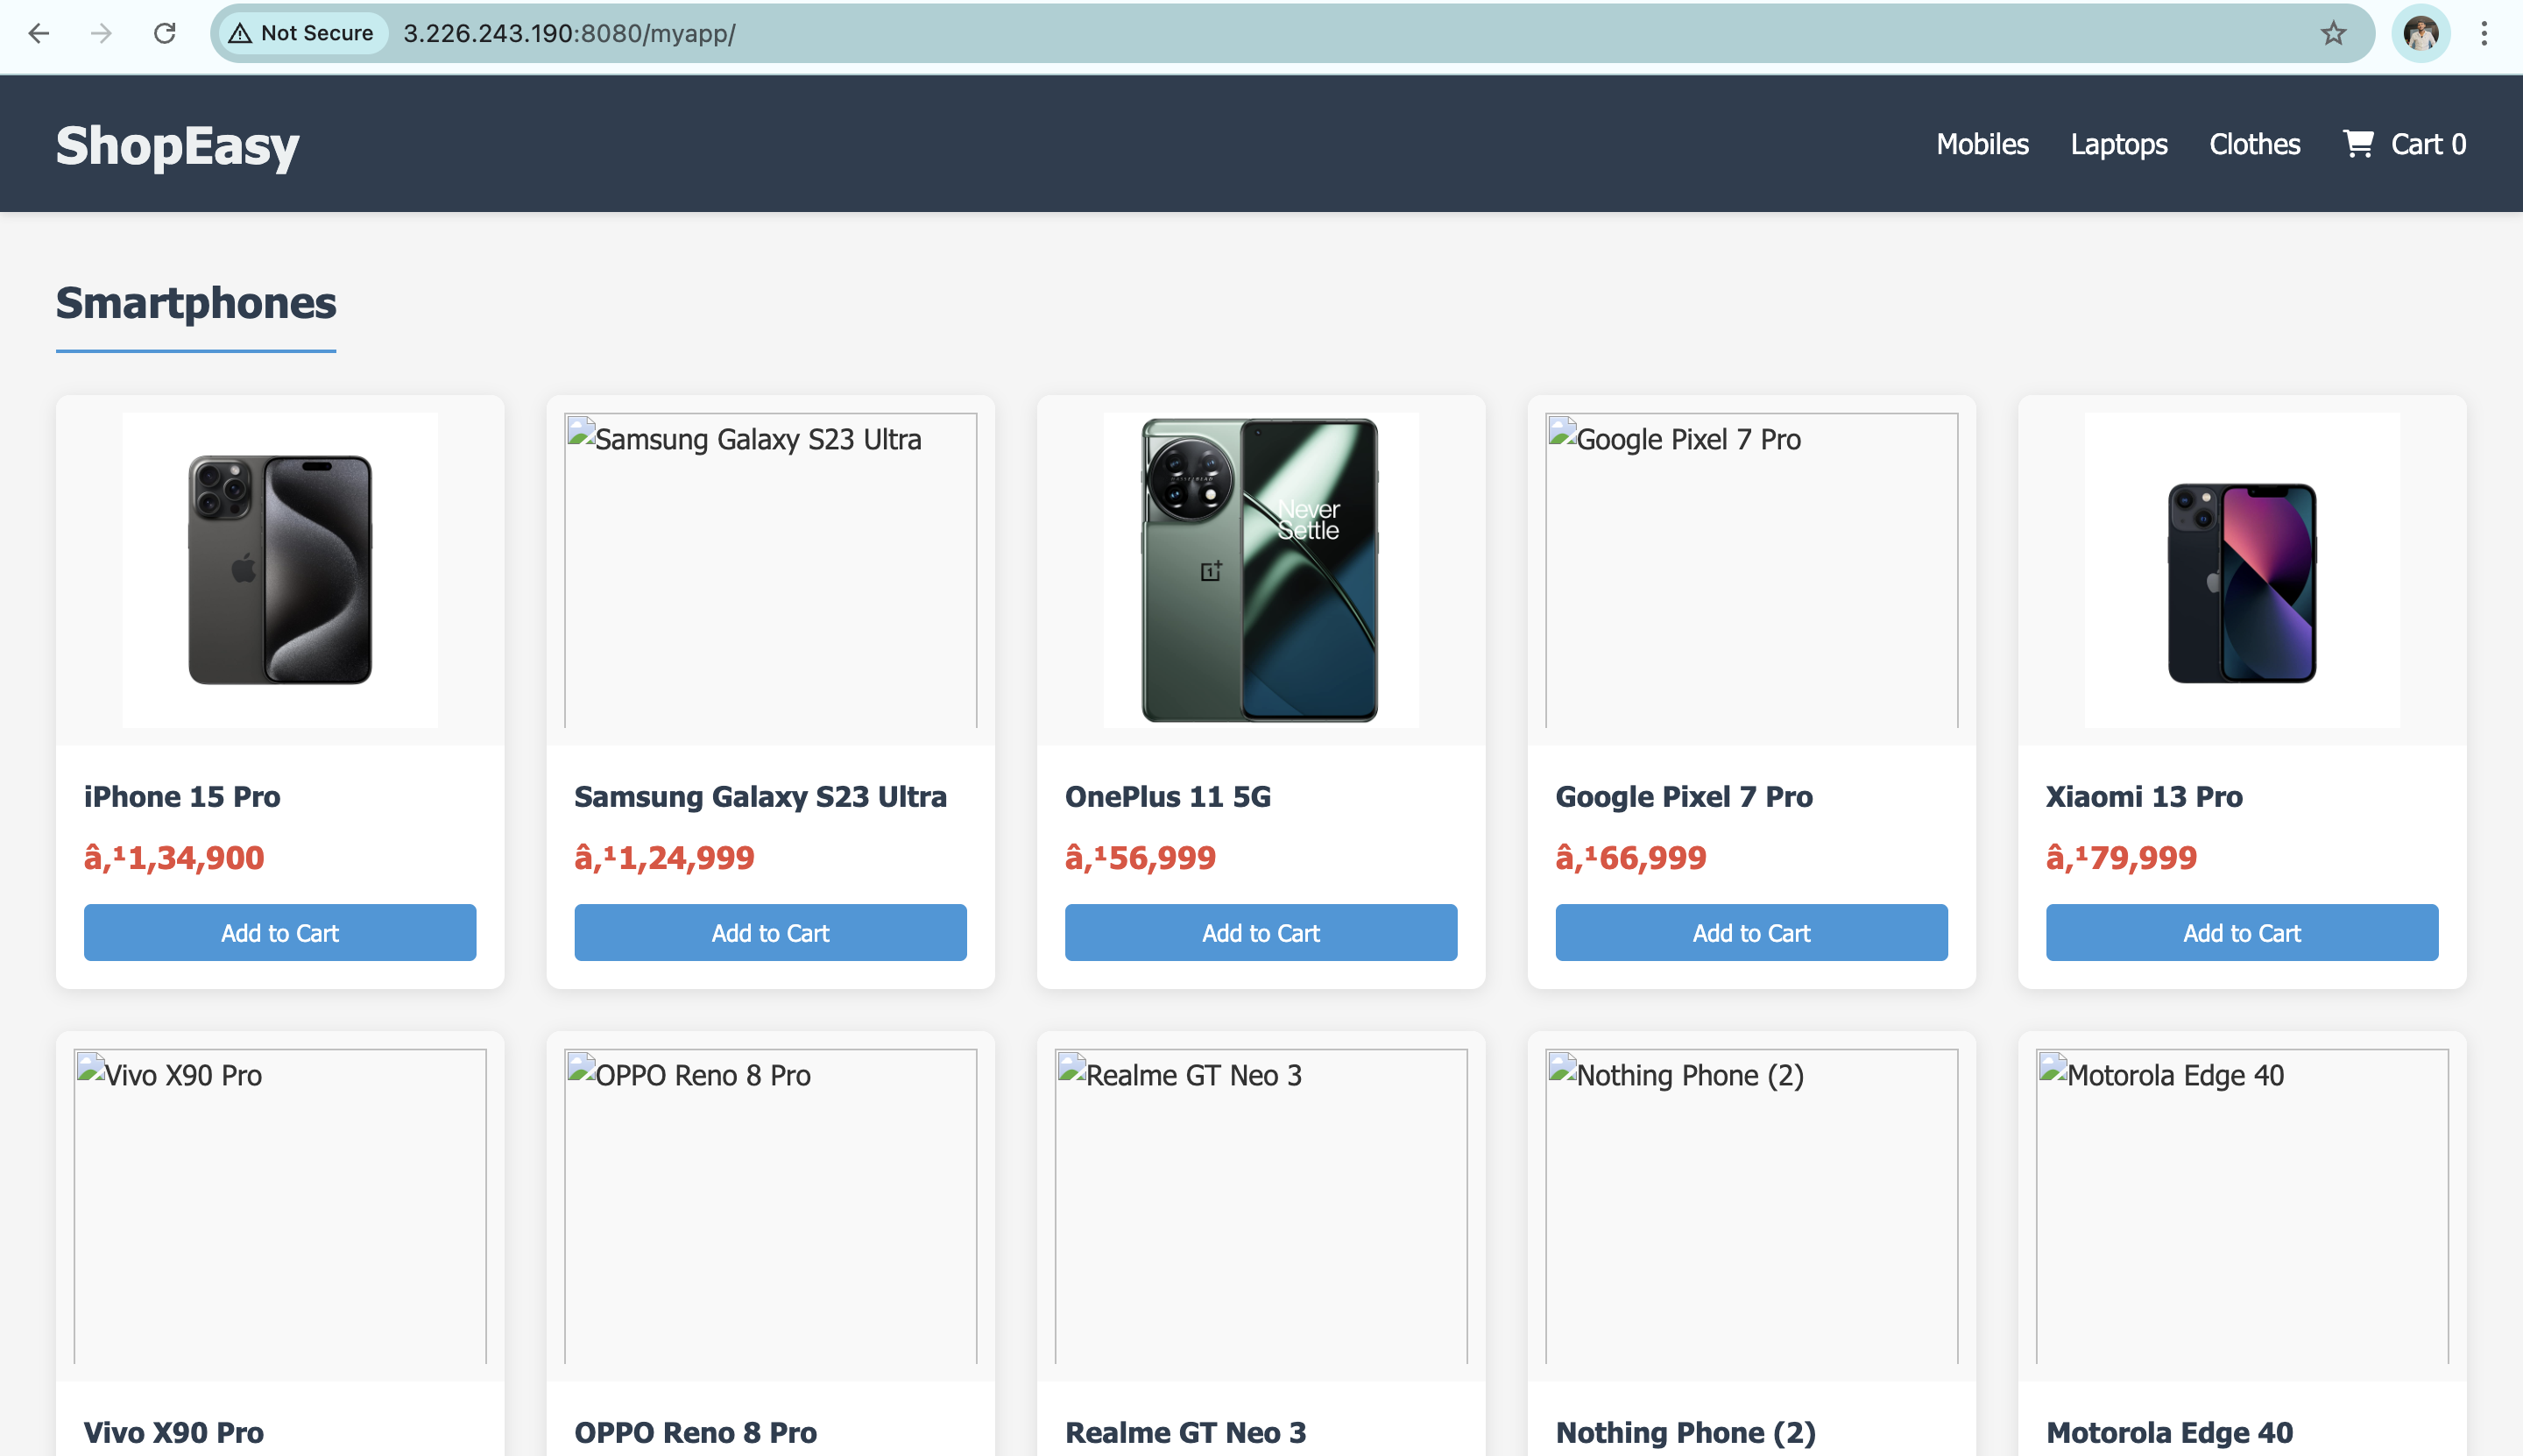 Not Secure 3.226.243.190:8080/myapp/
ShopEasy
Mobiles Laptops Clothes Cart 0
Smartphones
Samsung Galaxy S23 Ultra
Never
Settle
Google Pixel 7 Pro
iPhone 15 Pro
â‚¹1,34,900
Add to Cart
Samsung Galaxy S23 Ultra
â‚¹1,24,999
Add to Cart
OnePlus 11 5G
â‚¹56,999
Add to Cart
Google Pixel 7 Pro
â‚¹66,999
Add to Cart
Xiaomi 13 Pro
â‚¹79,999
Add to Cart
Vivo X90 Pro
Vivo X90 Pro
OPPO Reno 8 Pro
OPPO Reno 8 Pro
Realme GT Neo 3
Realme GT Neo 3
Nothing Phone (2)
Nothing Phone (2)
Motorola Edge 40
Motorola Edge 40